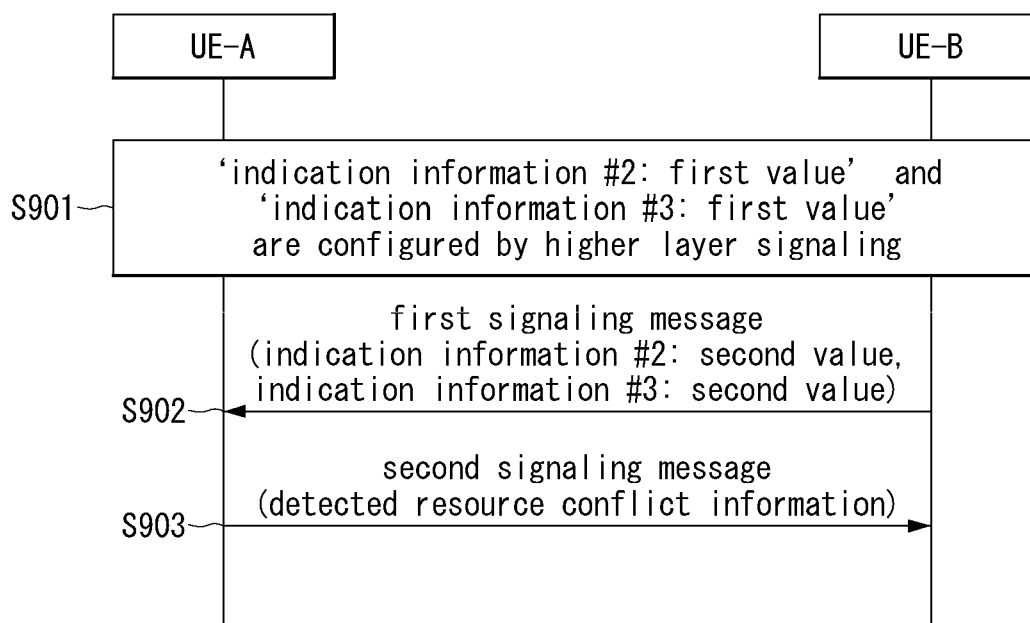 UE-A
UE-B
S901
‘indication information #2: first value’ and
‘indication information #3: first value’
are configured by higher layer signaling
first signaling message
(indication information #2: second value,
indication information #3: second value)
S902
second signaling message
(detected resource conflict information)
S903